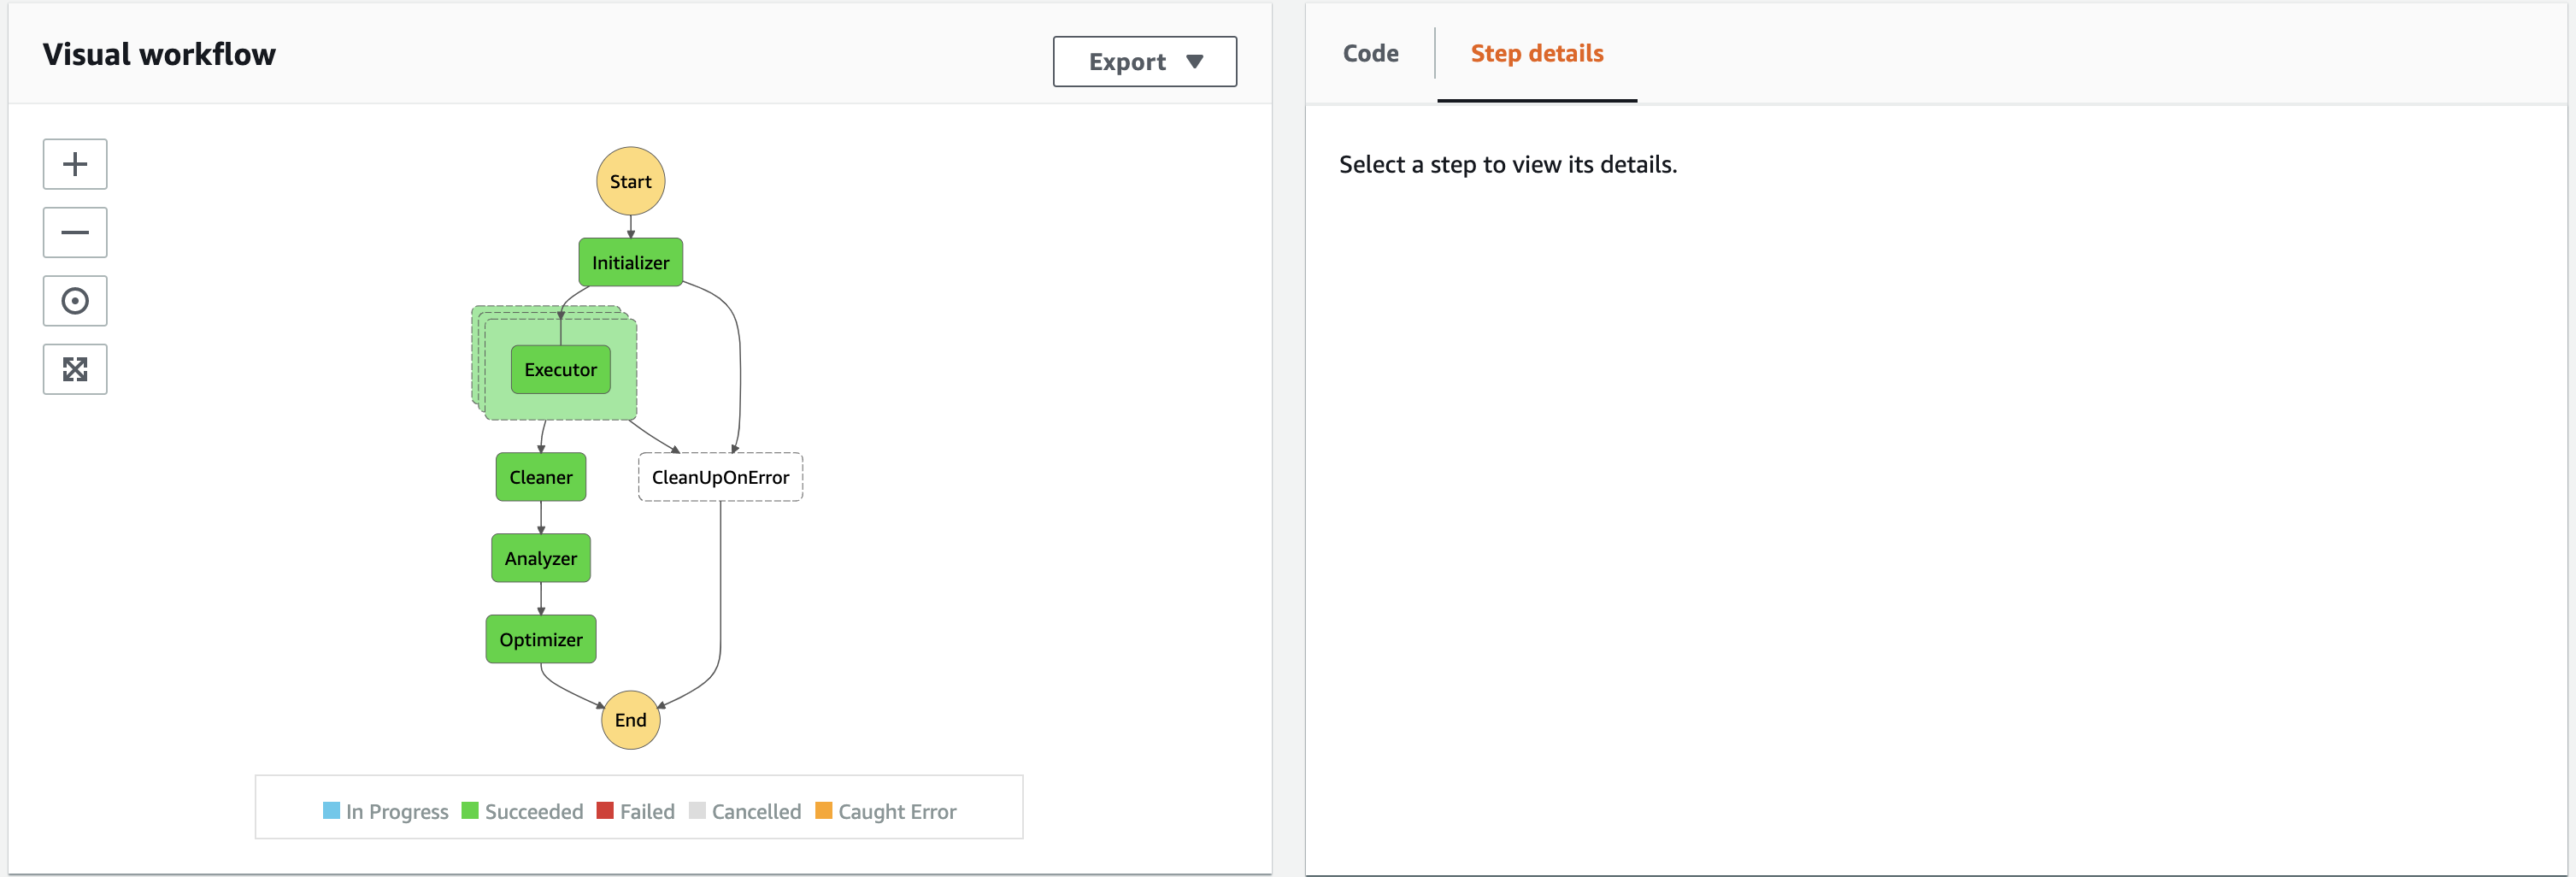 Visual workflow
Export
Code
Step details
Select a step to view its details.
Start
Initializer
Executor
Cleaner
CleanUpOnError
Analyzer
Optimizer
End
In Progress Succeeded Failed Cancelled Caught Error